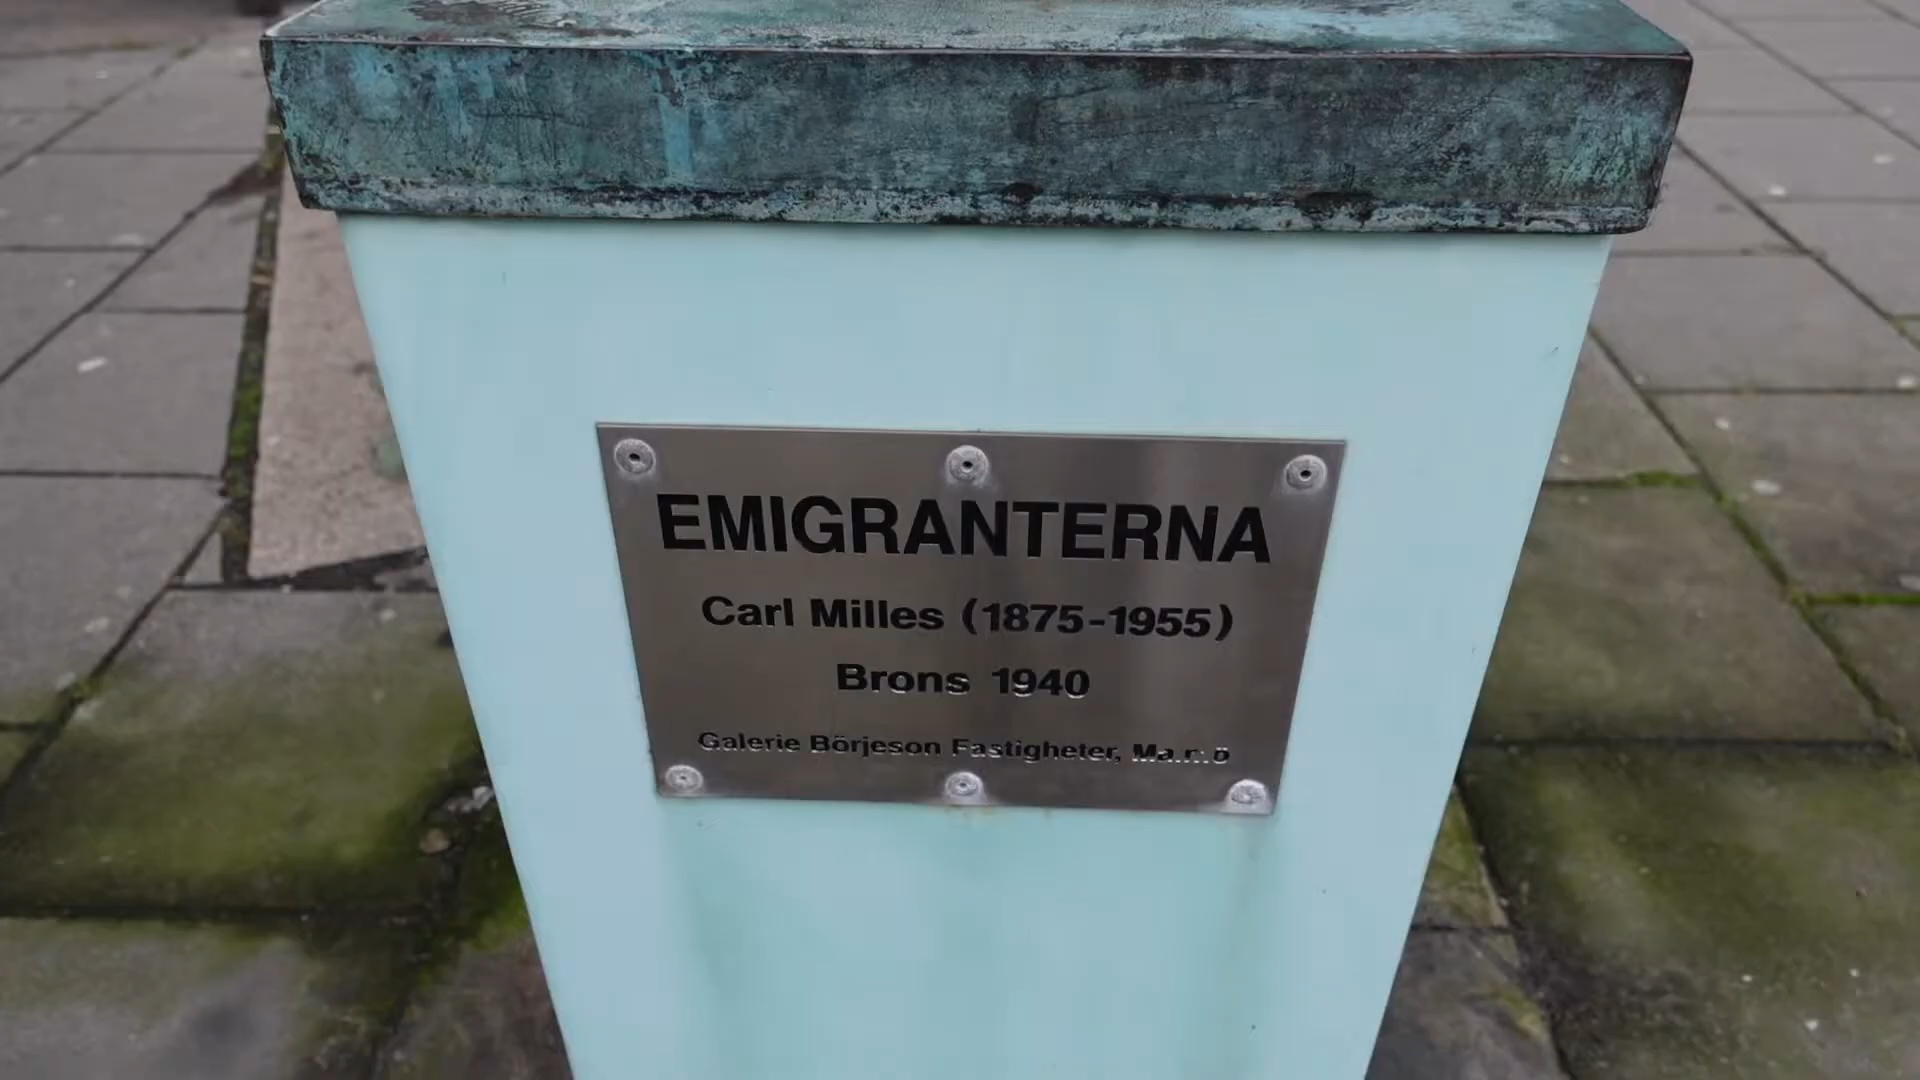 EMIGRANTERNA
Carl Milles (1875-1955)
Brons 1940
Galerie Börjeson Fastigheter,